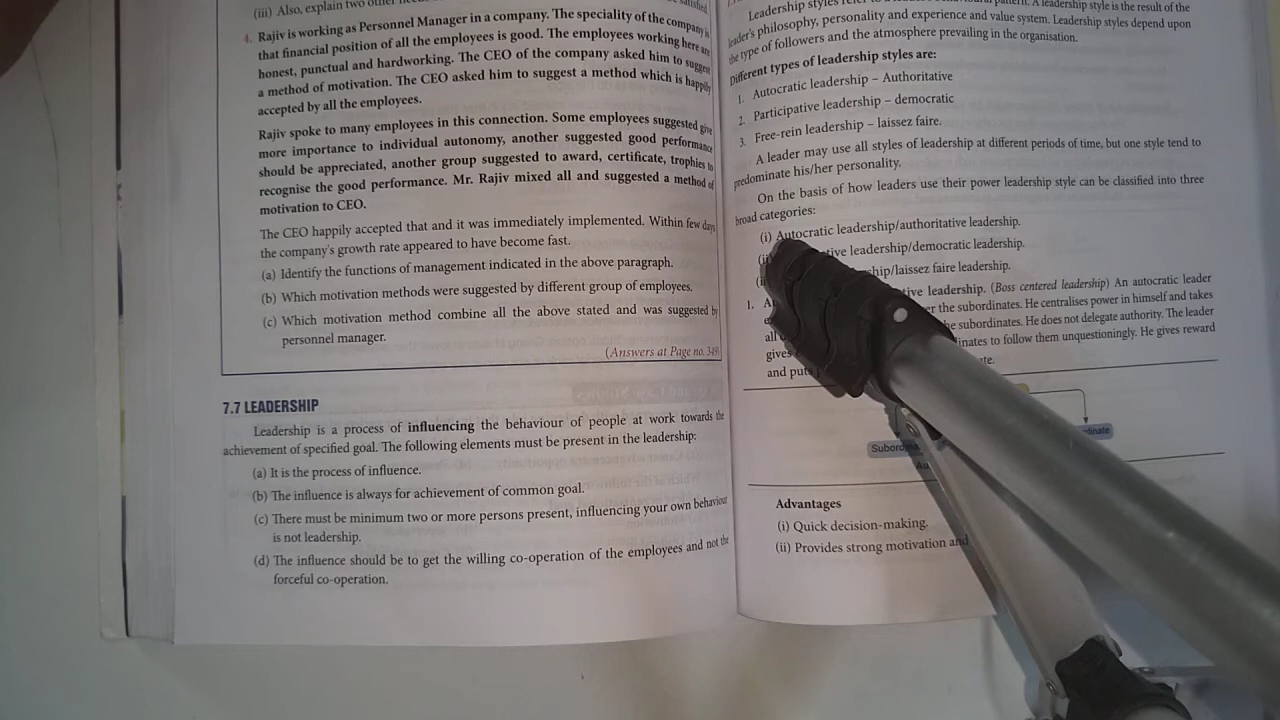 (iii) Also, explain two other
satisfied
4. Rajiv is working as Personnel Manager in a company. The speciality of the company is
that financial position of all the employees is good. The employees working here are
honest, punctual and hardworking. The CEO of the company asked him to suggest
a method of motivation. The CEO asked him to suggest a method which is happily
accepted by all the employees.
Rajiv spoke to many employees in this connection. Some employees suggested give
more importance to individual autonomy, another suggested good performance
should be appreciated, another group suggested to award, certificate, trophies to
recognise the good performance. Mr. Rajiv mixed all and suggested a method of
motivation to CEO.
The CEO happily accepted that and it was immediately implemented. Within few days
the company's growth rate appeared to have become fast.
(a) Identify the functions of management indicated in the above paragraph.
(b) Which motivation methods were suggested by different group of employees.
(c) Which motivation method combine all the above stated and was suggested by
personnel manager.
(Answers at Page no. 349)
7.7 LEADERSHIP
Leadership is a process of influencing the behaviour of people at work towards the
achievement of specified goal. The following elements must be present in the leadership:
(a) It is the process of influence.
(b) The influence is always for achievement of common goal.
(c) There must be minimum two or more persons present, influencing your own behaviour
is not leadership.
(d) The influence should be to get the willing co-operation of the employees and not the
forceful co-operation.
Leadership styles refer to a pattern. A leadership style is the result of the
leader's philosophy, personality and experience and value system. Leadership styles depend upon
the type of followers and the atmosphere prevailing in the organisation.
Different types of leadership styles are:
1. Autocratic leadership – Authoritative
2. Participative leadership – democratic
3. Free-rein leadership – laissez faire.
A leader may use all styles of leadership at different periods of time, but one style tend to
predominate his/her personality.
On the basis of how leaders use their power leadership style can be classified into three
broad categories:
(i) Autocratic leadership/authoritative leadership.
leadership/democratic leadership.
/laissez faire leadership.
1. leadership. (Boss centered leadership) An autocratic leader
the subordinates. He centralises power in himself and takes
all subordinates. He does not delegate authority. The leader
gives to follow them unquestioningly. He gives reward
and puts
Advantages
(i) Quick decision-making.
(ii) Provides strong motivation and